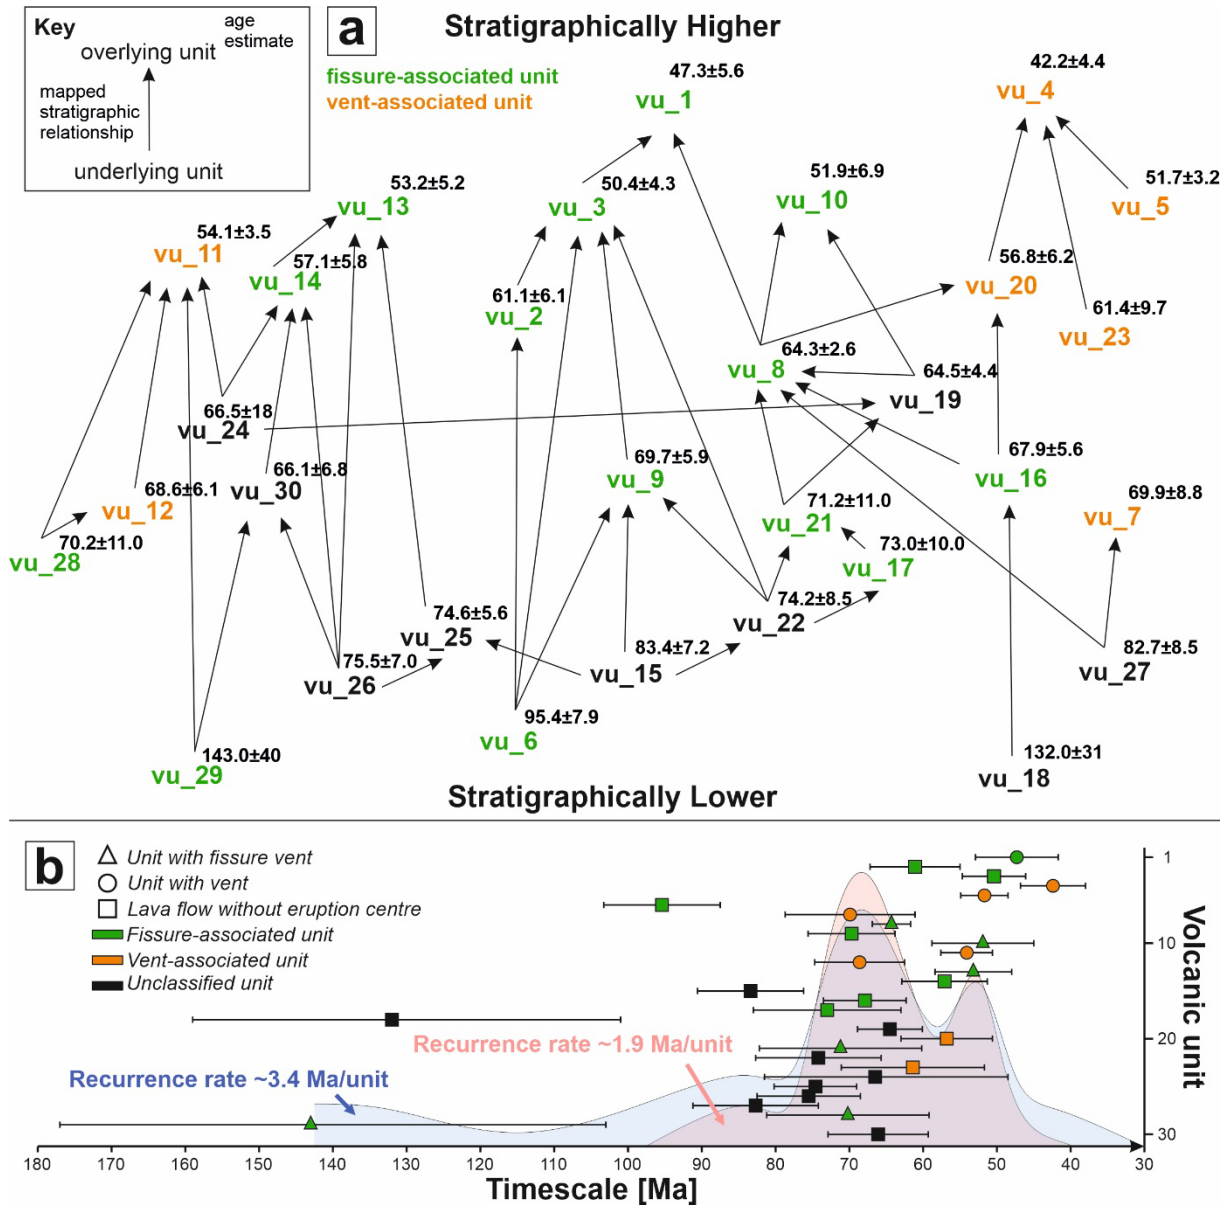 Key
age
estimate
overlying unit
mapped
stratigraphic
relationship
underlying unit
a
Stratigraphically Higher
fissure-associated unit
vent-associated unit
47.3±5.6
vu_1
42.2±4.4
vu_4
53.2±5.2
vu_13
50.4±4.3
vu_3
51.9±6.9
vu_10
51.7±3.2
vu_5
54.1±3.5
vu_11
57.1±5.8
vu_14
56.8±6.2
vu_20
61.1±6.1
vu_2
61.4±9.7
vu_23
64.3±2.6
vu_8
64.5±4.4
vu_19
66.5±18
vu_24
66.1±6.8
vu_30
69.7±5.9
vu_9
67.9±5.6
vu_16
68.6±6.1
vu_12
71.2±11.0
vu_21
69.9±8.8
vu_7
70.2±11.0
vu_28
73.0±10.0
vu_17
74.6±5.6
vu_25
74.2±8.5
vu_22
75.5±7.0
vu_26
83.4±7.2
vu_15
82.7±8.5
vu_27
95.4±7.9
vu_6
143.0±40
vu_29
132.0±31
vu_18
Stratigraphically Lower
b
Unit with fissure vent
Unit with vent
Lava flow without eruption centre
Fissure-associated unit
Vent-associated unit
Unclassified unit
Recurrence rate ~1.9 Ma/unit
Recurrence rate ~3.4 Ma/unit
1
10
20
30
Volcanic unit
180 170 160 150 140 130 120 110 100 90 80 70 60 50 40 30
Timescale [Ma]